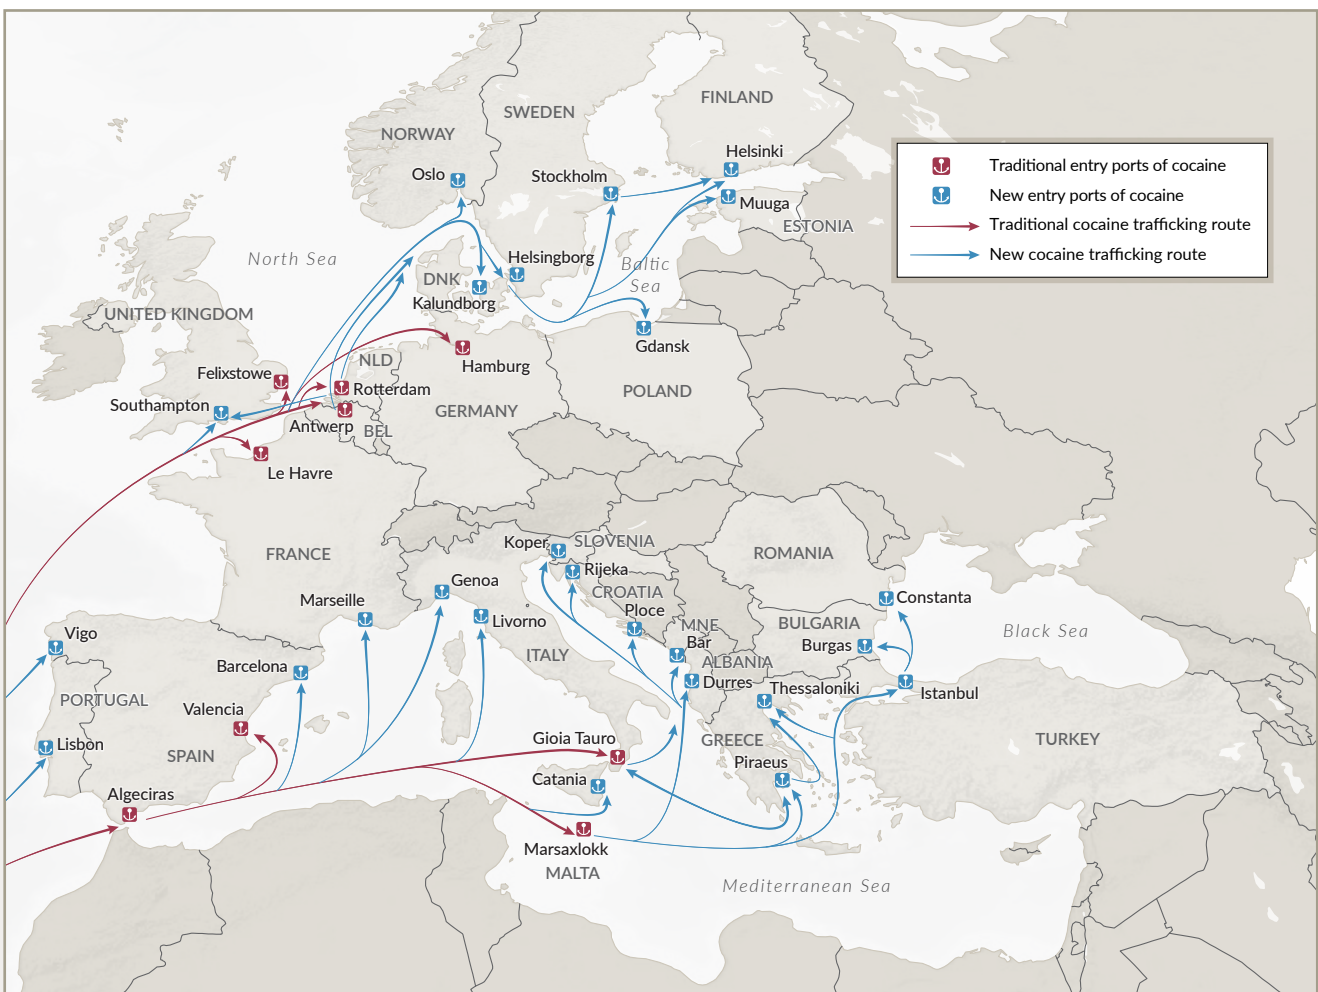 FINLAND
SWEDEN
NORWAY
Helsinki
Oslo
Stockholm
Muuga
ESTONIA
Traditional entry ports of cocaine
New entry ports of cocaine
Traditional cocaine trafficking route
New cocaine trafficking route
North Sea
Helsingborg
Baltic
Sea
DNK
Kalundborg
UNITED KINGDOM
Gdansk
NLD
Hamburg
Felixstowe
Rotterdam
POLAND
Southampton
GERMANY
Antwerp
BEL
Le Havre
Koper
SLOVENIA
FRANCE
ROMANIA
Rijeka
Genoa
CROATIA
Constanta
Marseille
Ploce
Livorno
MNE
BULGARIA
Black Sea
Vigo
Bar
Burgas
ITALY
Barcelona
ALBANIA
Durres
Thessaloniki
Istanbul
PORTUGAL
Valencia
Lisbon
Gioia Tauro
GREECE
TURKEY
SPAIN
Piraeus
Catania
Algeciras
Marsaxlokk
MALTA
Mediterranean Sea